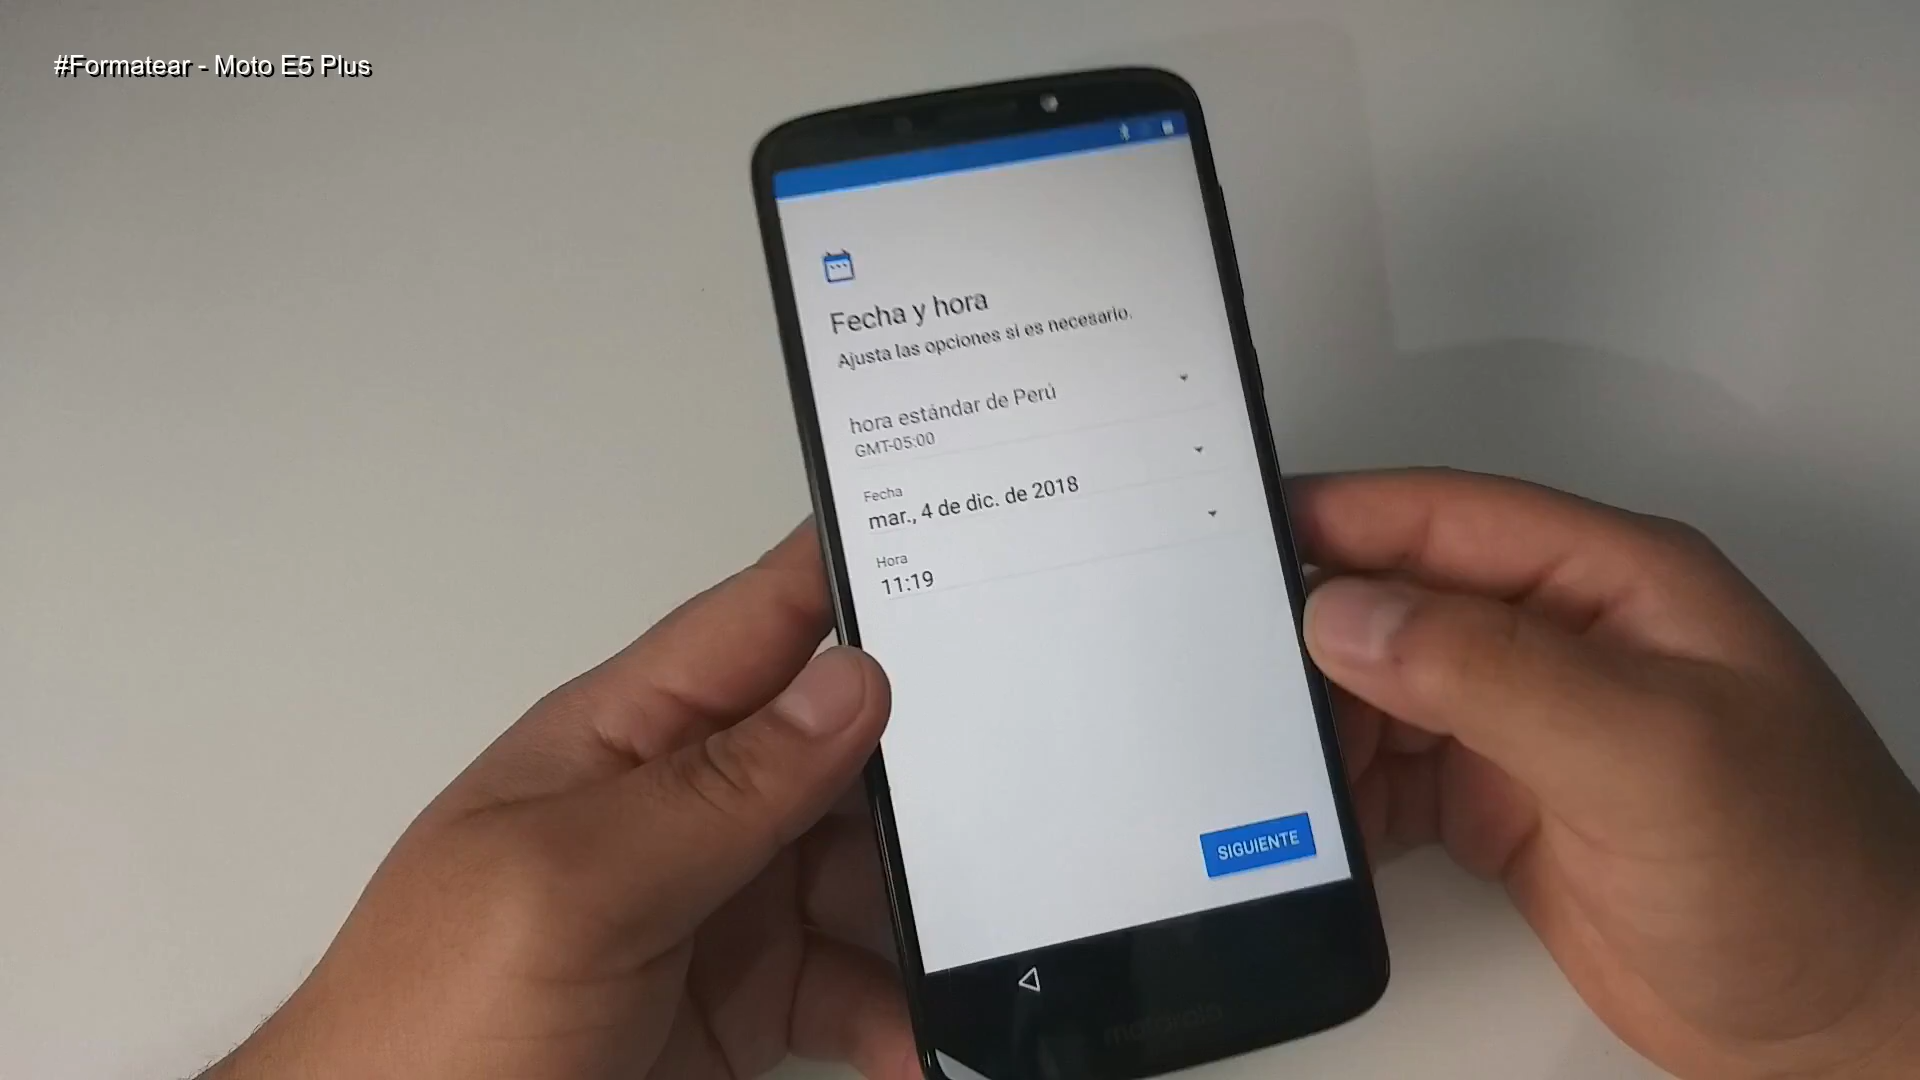 #Formatear - Moto E5 Plus
Fecha y hora
Ajusta las opciones si es necesario.
hora estándar de Perú
GMT-05:00
Fecha
mar., 4 de dic. de 2018
Hora
11:19
SIGUIENTE
motorola